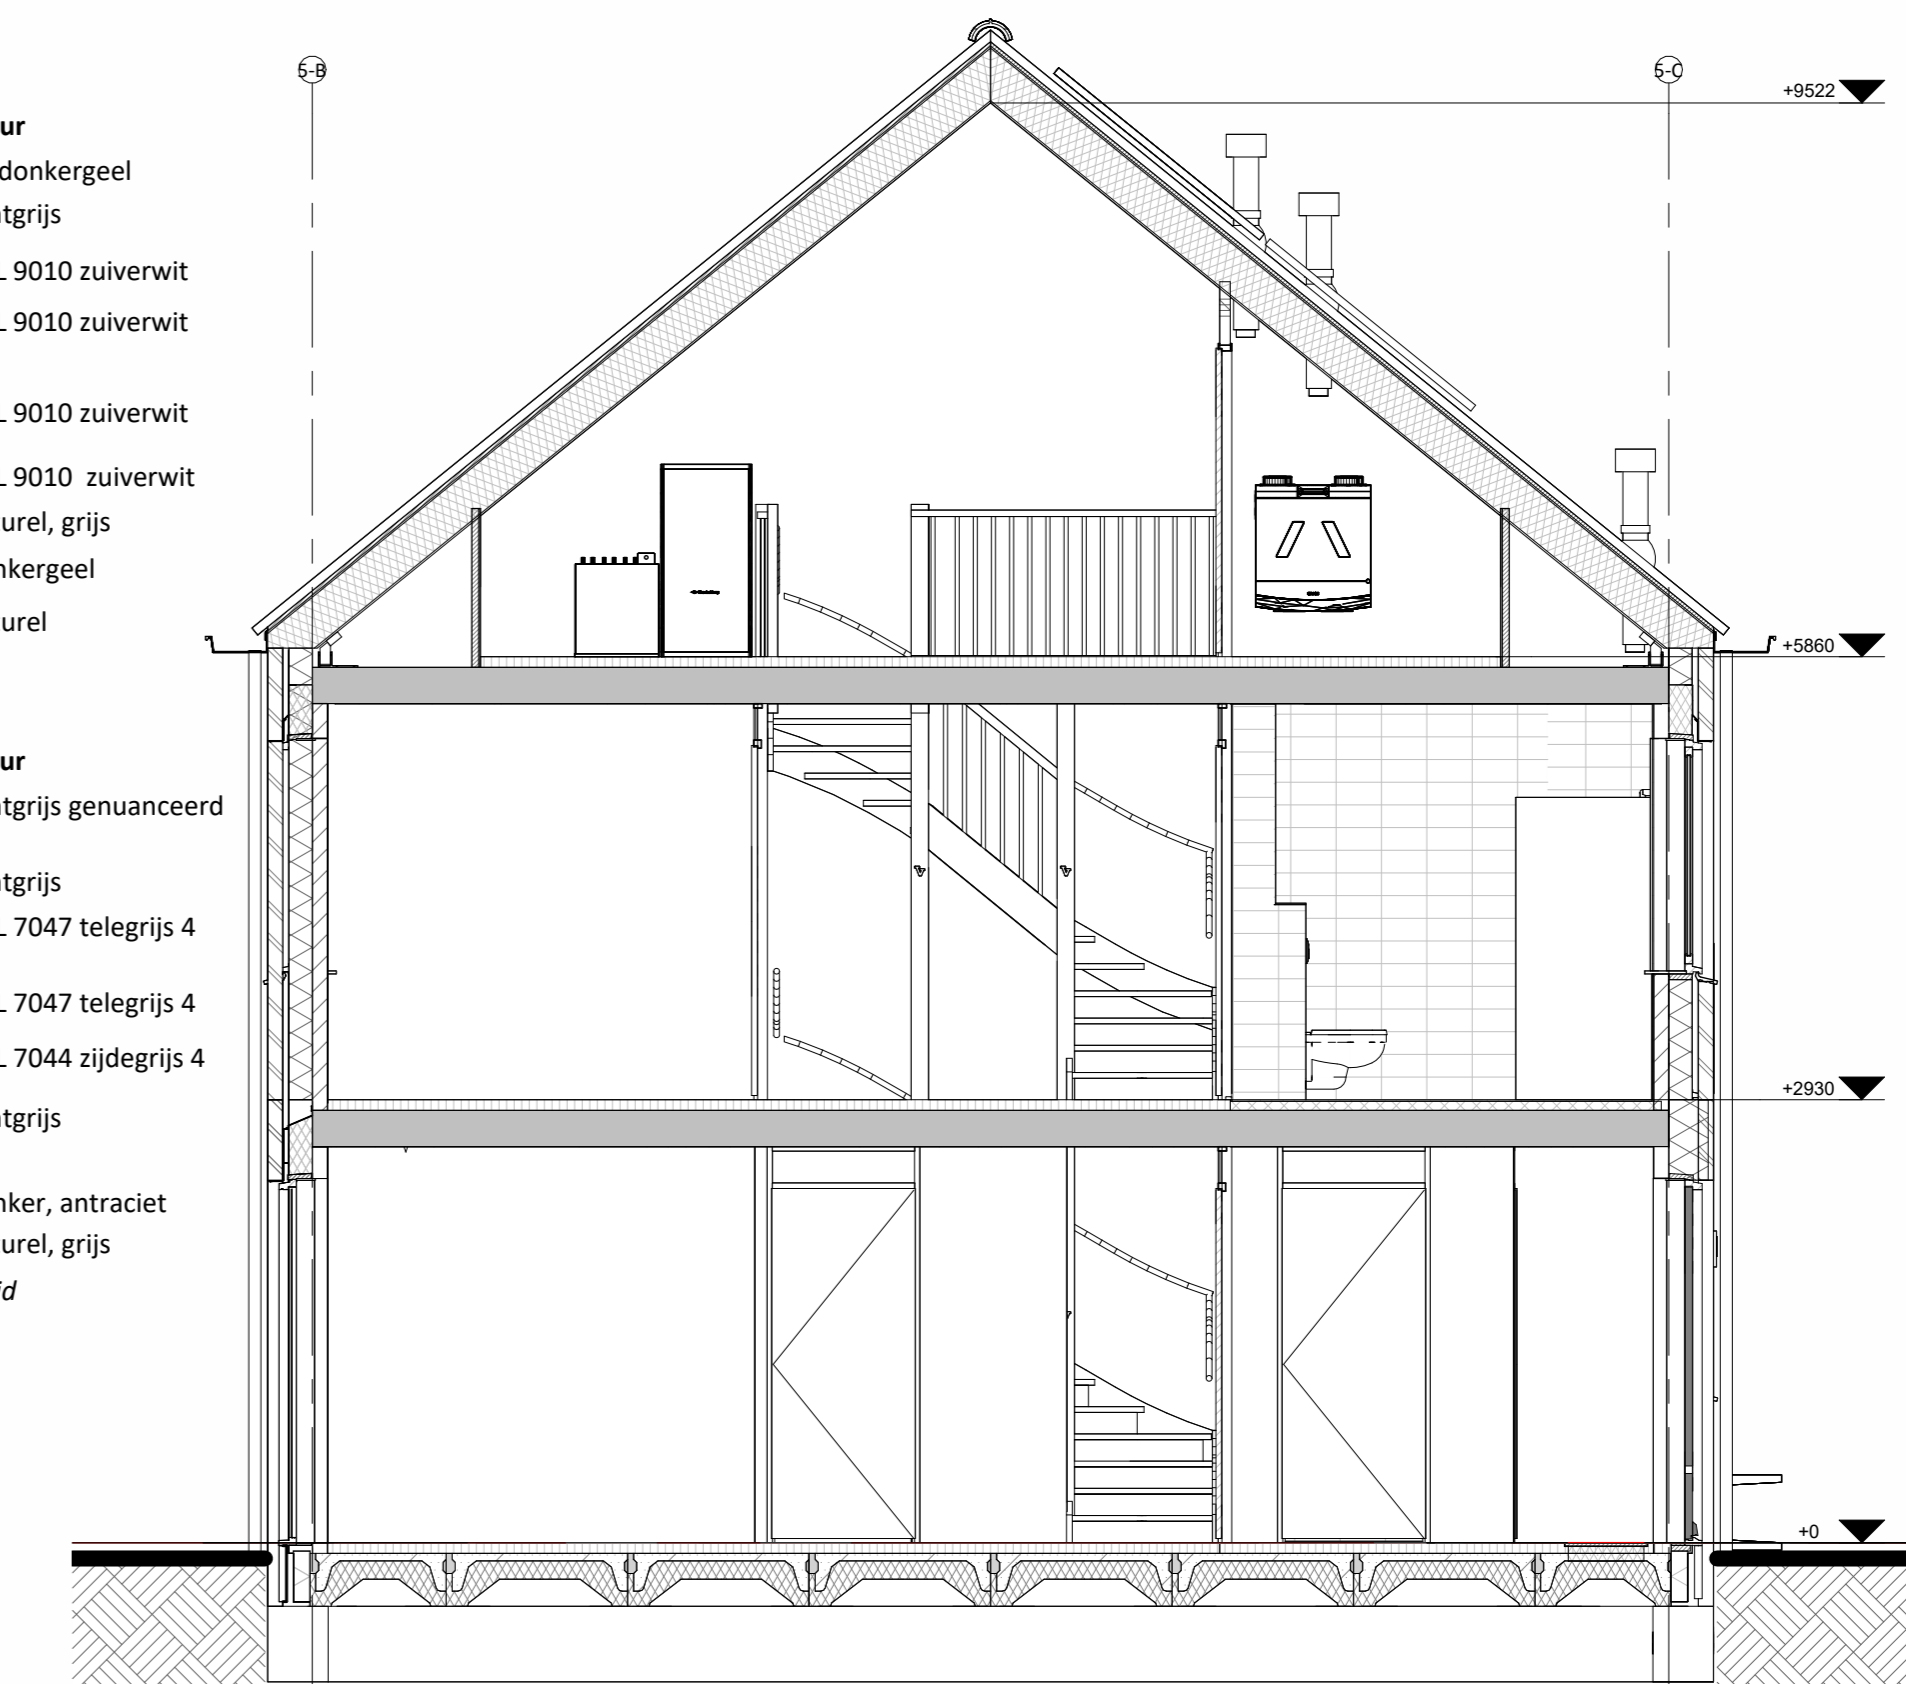 5-B
5-C
+9522
ur
donkergeel
tgrijs
L 9010 zuiverwit
L 9010 zuiverwit
L 9010 zuiverwit
L 9010 zuiverwit
urel, grijs
nkergeel
urel
+5860
ur
tgrijs genuanceerd
tgrijs
L 7047 telegrijs 4
L 7047 telegrijs 4
L 7044 zijdegrijs 4
+2930
tgrijs
nker, antraciet
urel, grijs
id
+0